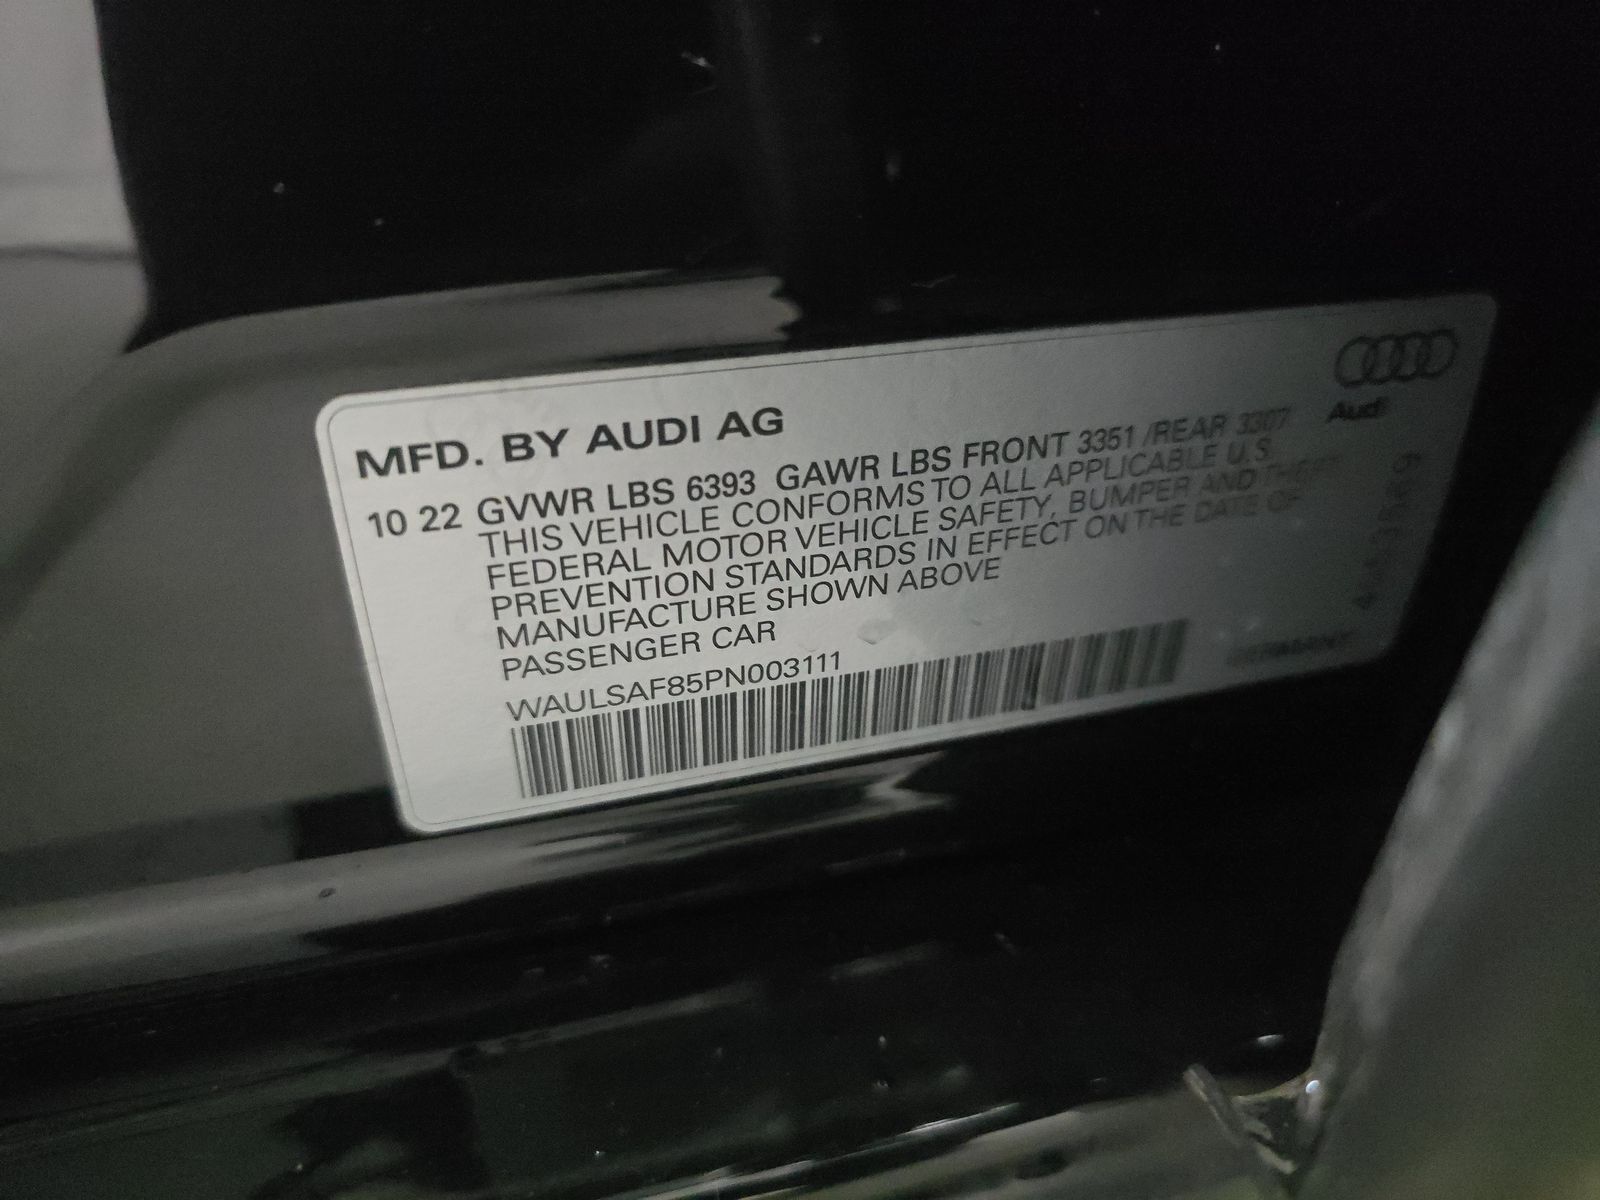 MFD. BY AUDI AG
Audi
10 22 GVWR LBS 6393 GAWR LBS FRONT 3351 /REAR 3307
THIS VEHICLE CONFORMS TO ALL APPLICABLE U.S.
FEDERAL MOTOR VEHICLE SAFETY, BUMPER AND THEFT
PREVENTION STANDARDS IN EFFECT ON THE DATE OF
MANUFACTURE SHOWN ABOVE
PASSENGER CAR
WAULSAF85PN003111
GERMANY